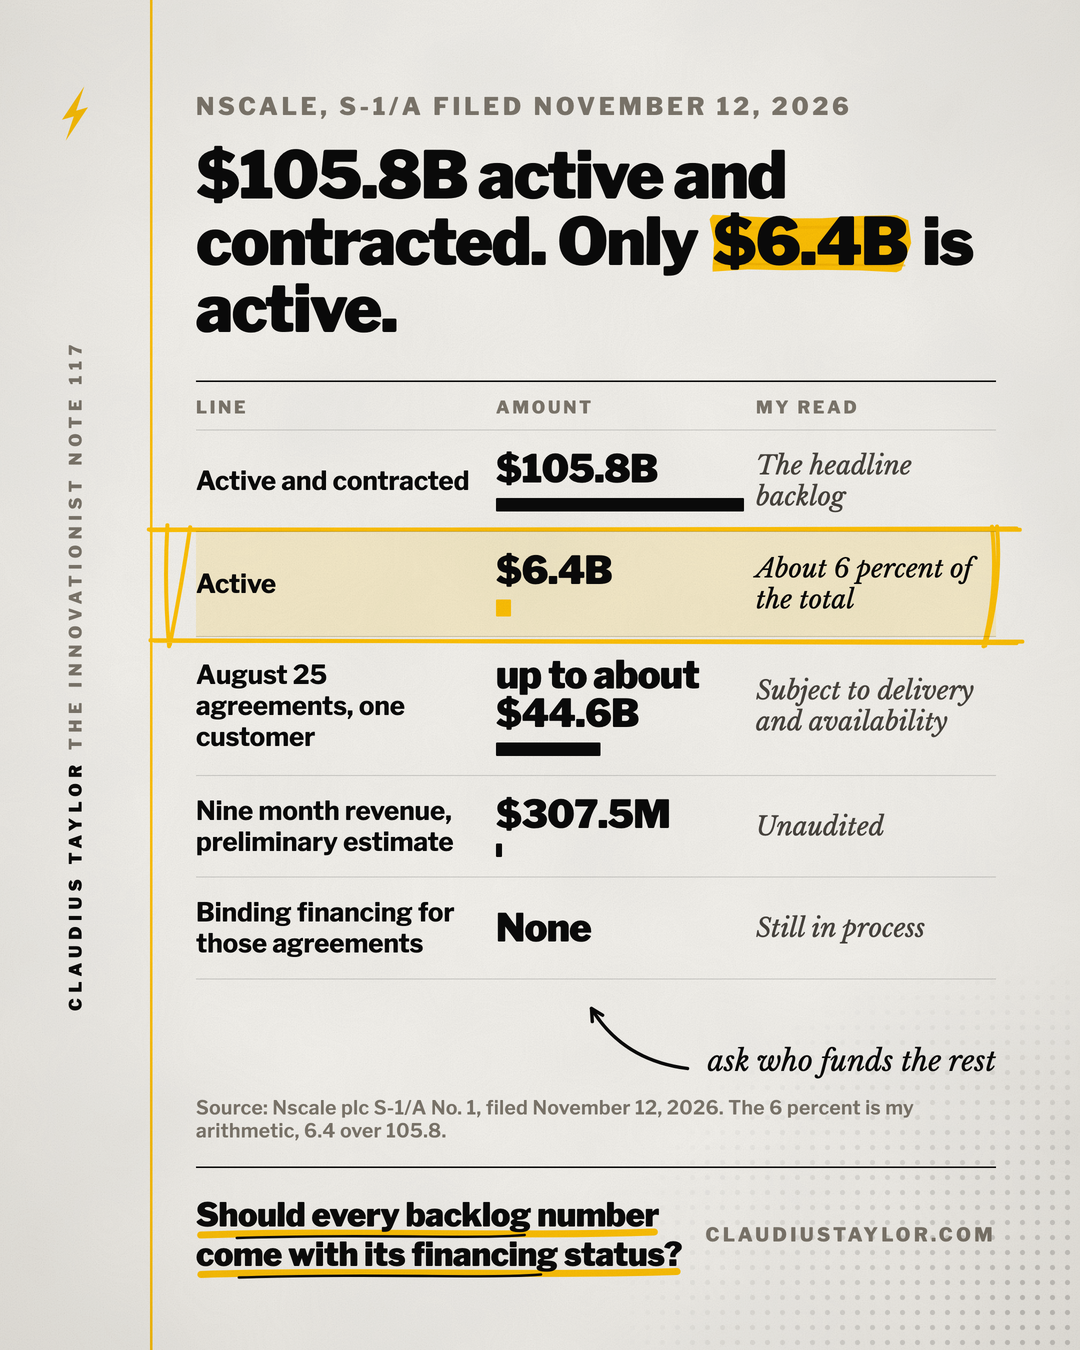 NSCALE, S-1/A FILED NOVEMBER 12, 2026
$105.8B active and
contracted. Only $6.4B is
active.
LINE
AMOUNT
MY READ
Active and contracted
$105.8B
The headline
backlog
Active
$6.4B
About 6 percent of
the total
August 25
agreements, one
customer
up to about
$44.6B
Subject to delivery
and availability
Nine month revenue,
preliminary estimate
$307.5M
Unaudited
Binding financing for
those agreements
None
Still in process
ask who funds the rest
Source: Nscale plc S-1/A No. 1, filed November 12, 2026. The 6 percent is my
arithmetic, 6.4 over 105.8.
Should every backlog number
come with its financing status?
CLAUDIUSTAYLOR.COM
CLAUDIUS TAYLOR THE INNOVATIONIST NOTE 117